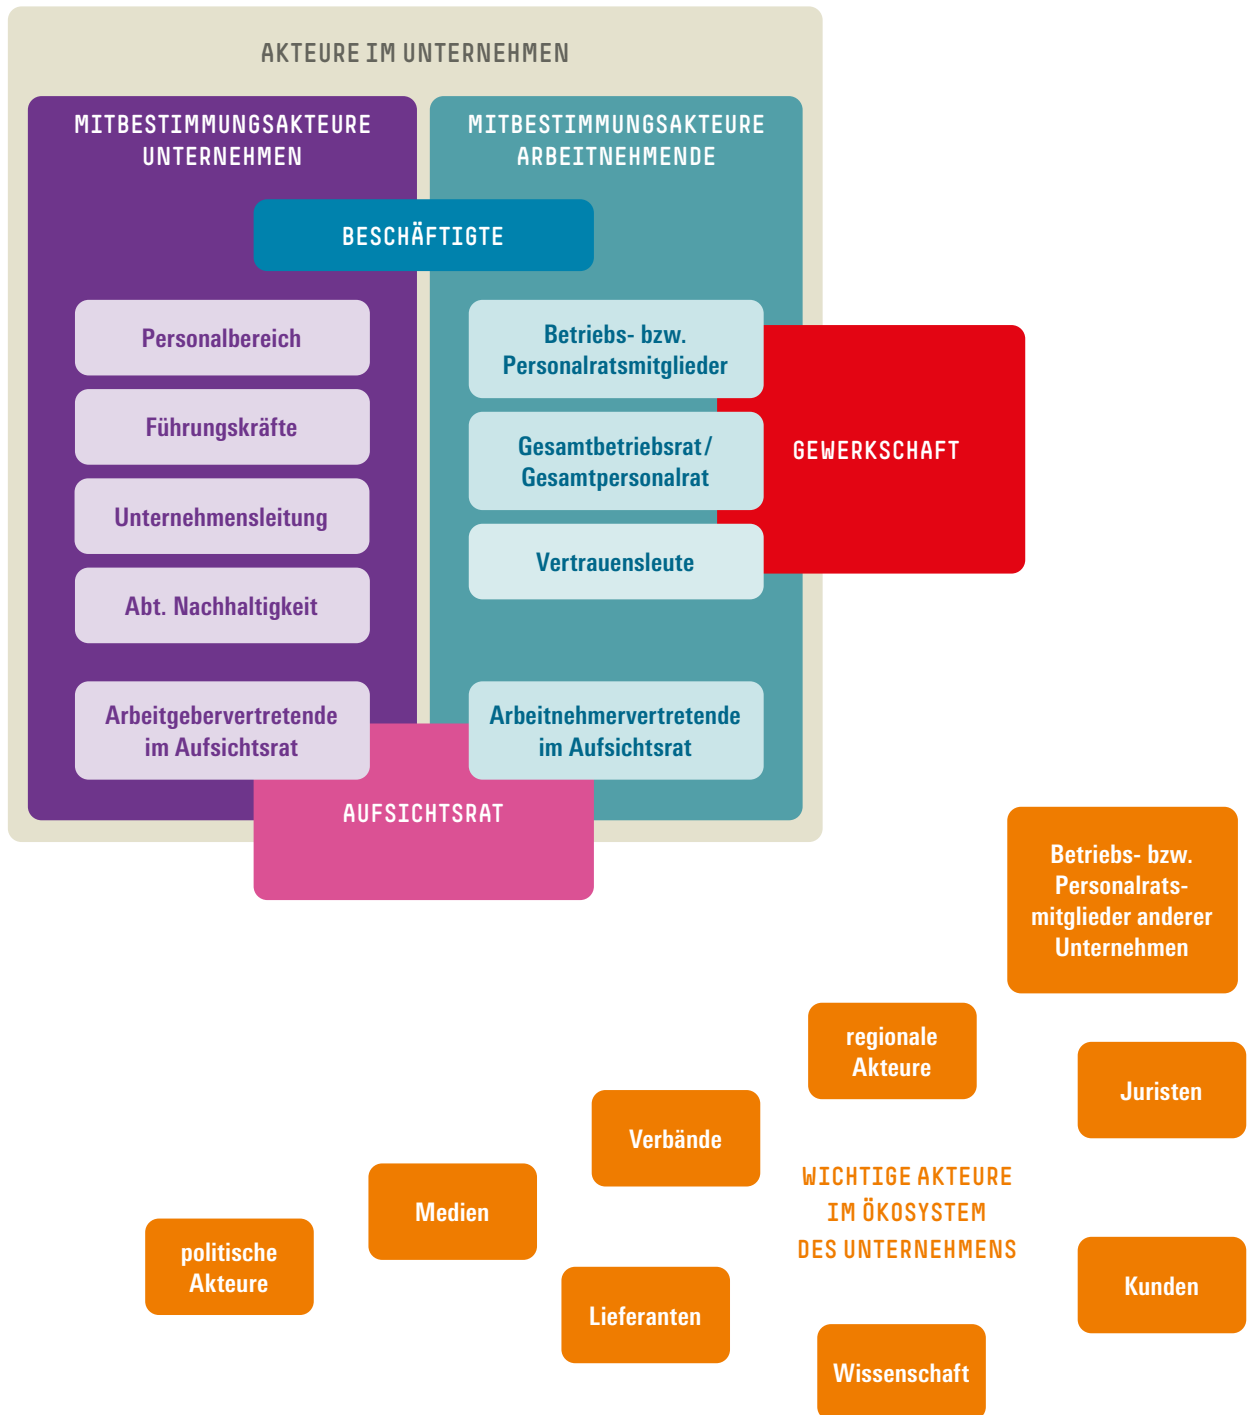 AKTEURE IM UNTERNEHMEN
MITBESTIMMUNGSAKTEURE
UNTERNEHMEN
MITBESTIMMUNGSAKTEURE
ARBEITNEHMENDE
BESCHÄFTIGTE
Personalbereich
Führungskräfte
Unternehmensleitung
Abt. Nachhaltigkeit
Arbeitgebervertretende
im Aufsichtsrat
Betriebs- bzw.
Personalratsmitglieder
Gesamtbetriebsrat/
Gesamtpersonalrat
Vertrauensleute
Arbeitnehmervertretende
im Aufsichtsrat
GEWERKSCHAFT
AUFSICHTSRAT
Betriebs- bzw.
Personalrats-
mitglieder anderer
Unternehmen
regionale
Akteure
Juristen
Verbände
WICHTIGE AKTEURE
IM ÖKOSYSTEM
DES UNTERNEHMENS
Medien
politische
Akteure
Kunden
Lieferanten
Wissenschaft